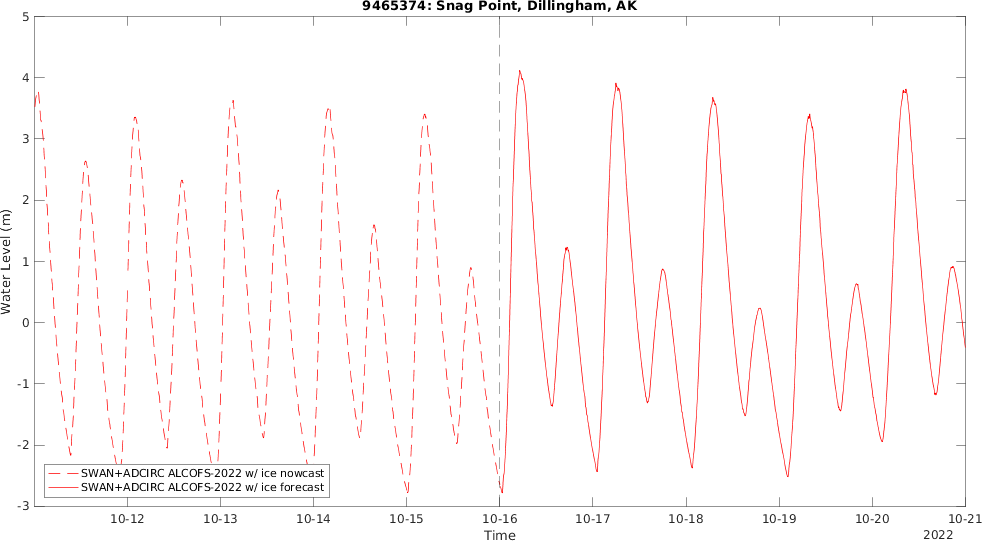 9465374: Snag Point, Dillingham, AK
5
4
3
2
1
0
-1
-2
-3
Water Level (m)
SWAN+ADCIRC ALCOFS-2022 w/ ice nowcast
SWAN+ADCIRC ALCOFS-2022 w/ ice forecast
10-12 10-13 10-14 10-15 10-16 10-17 10-18 10-19 10-20 10-21
Time
2022